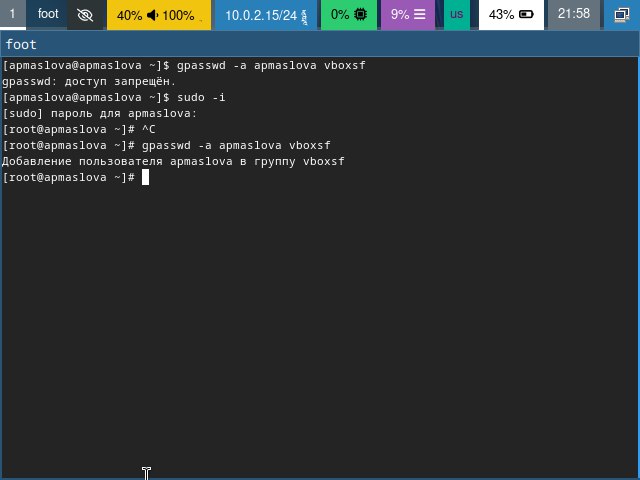 1 foot 40% 100% 10.0.2.15/24 0% 9% us 43% 21:58
foot
[apmaslova@apmaslova ~]$ gpasswd -a apmaslova vboxsf
gpasswd: доступ запрещён.
[apmaslova@apmaslova ~]$ sudo -i
[sudo] пароль для apmaslova:
[root@apmaslova ~]# ^C
[root@apmaslova ~]# gpasswd -a apmaslova vboxsf
Добавление пользователя apmaslova в группу vboxsf
[root@apmaslova ~]#